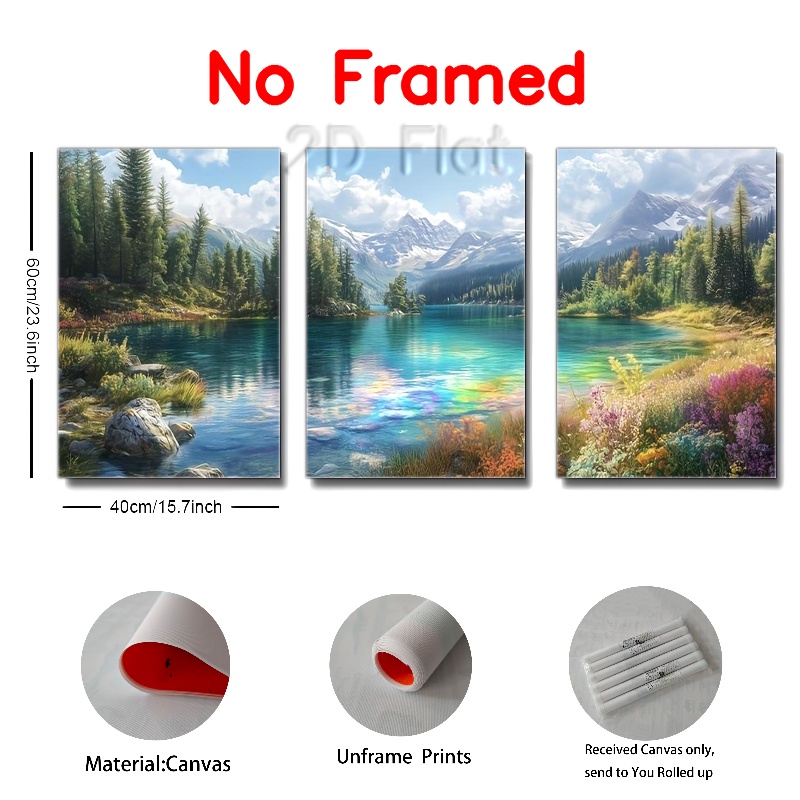 No Framed
2D Flat
60cm/23.6inch
40cm/15.7inch
Material:Canvas
Unframe Prints
Received Canvas only,
send to You Rolled up